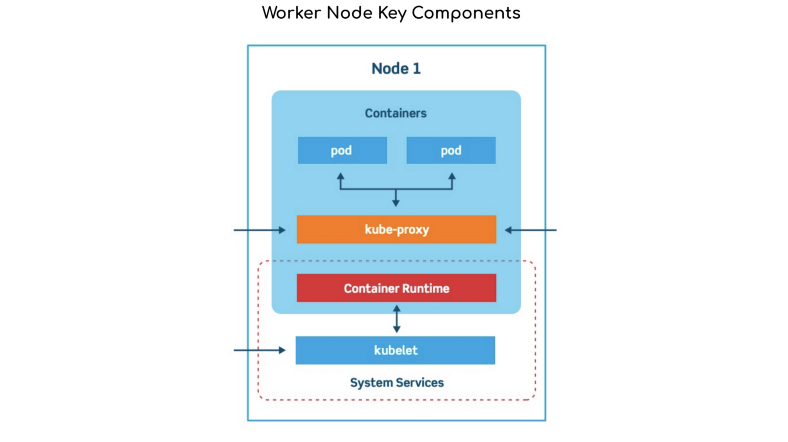 Worker Node Key Components
Node 1
Containers
pod
pod
kube-proxy
Container Runtime
kubelet
System Services